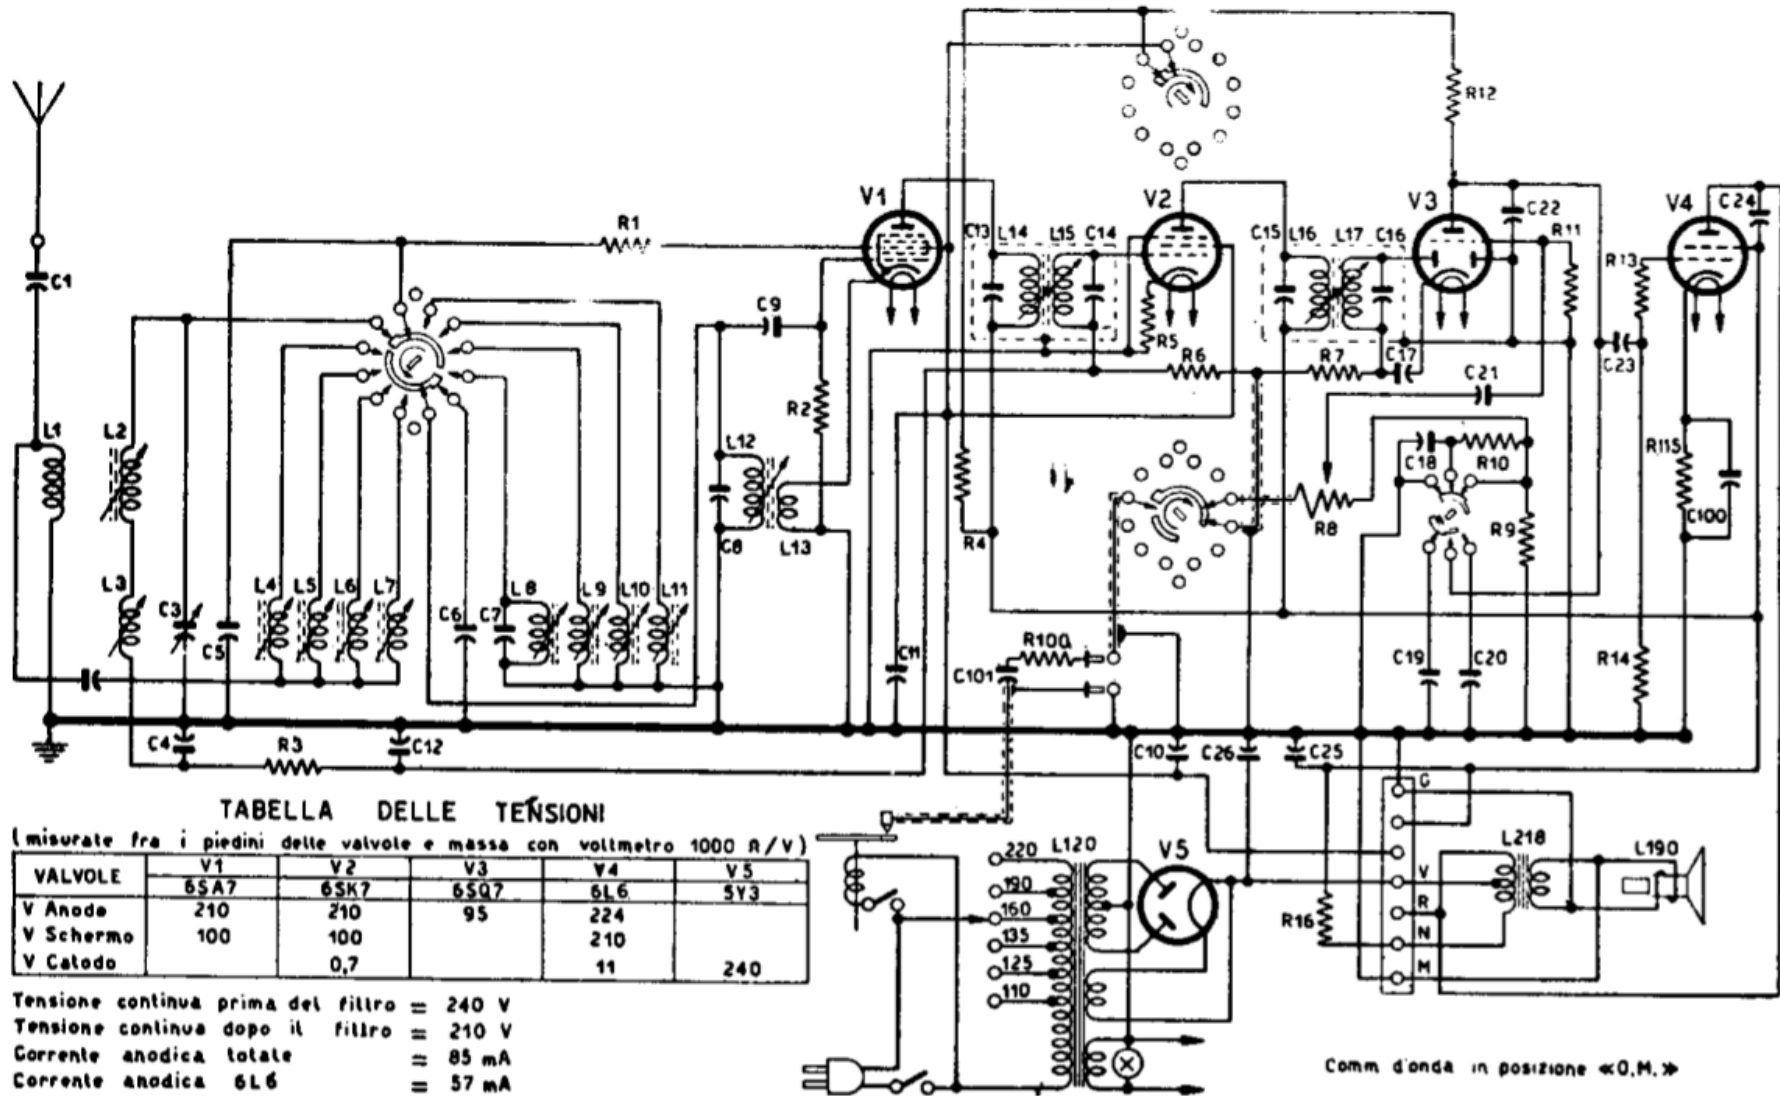 R12
V1
V2
V3
V4
C24
C22
R11
R13
R1
C13 L14 L15 C14
C15 L16 L17 C16
C1
C9
R5
R6
R7
C17
C23
C21
R2
L1
L2
L12
C18
R10
R115
R4
R8
R9
C100
C8
L13
L3
C3
C5
L4
L5
L6
L7
C6
C7
L8
L9
L10
L11
C11
R100
C101
C19
C20
R14
C4
R3
C12
C10
C26
C25
TABELLA DELLE TENSIONI
(misurate fra i piedini delle valvole e massa con voltmetro 1000 Ω/V)
VALVOLE V1 V2 V3 V4 V5
6SA7 6SK7 6SQ7 6L6 5Y3
V Anodo 210 210 95 224
V Schermo 100 100 210
V Catodo 0,7 11 240
Tensione continua prima del filtro = 240 V
Tensione continua dopo il filtro = 210 V
Corrente anodica totale = 85 mA
Corrente anodica 6L6 = 57 mA
220
190
160
135
125
110
L120
V5
G
V
R
N
M
R16
L218
L190
Comm d'onda in posizione «O.M.»